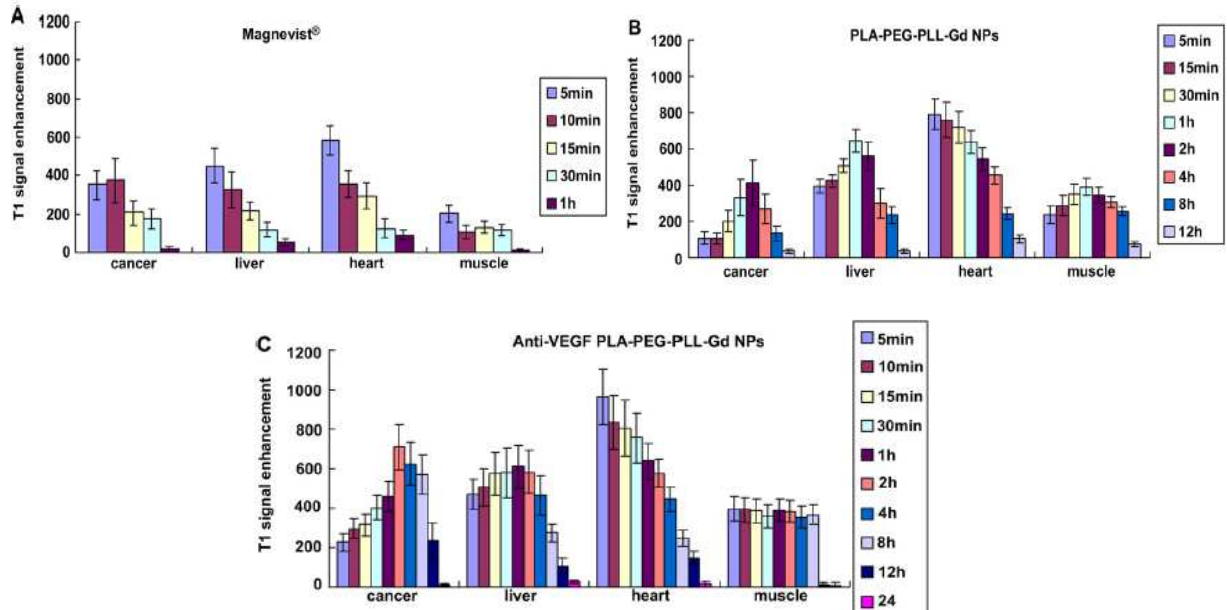 A
Magnevist®
T1 signal enhancement
1200
1000
800
600
400
200
0
cancer liver heart muscle
5min
10min
15min
30min
1h
B
PLA-PEG-PLL-Gd NPs
T1 signal enhancement
1200
1000
800
600
400
200
0
cancer liver heart muscle
5min
15min
30min
1h
2h
4h
8h
12h
C
Anti-VEGF PLA-PEG-PLL-Gd NPs
T1 signal enhancement
1200
1000
800
600
400
200
0
cancer liver heart muscle
5min
10min
15min
30min
1h
2h
4h
8h
12h
24